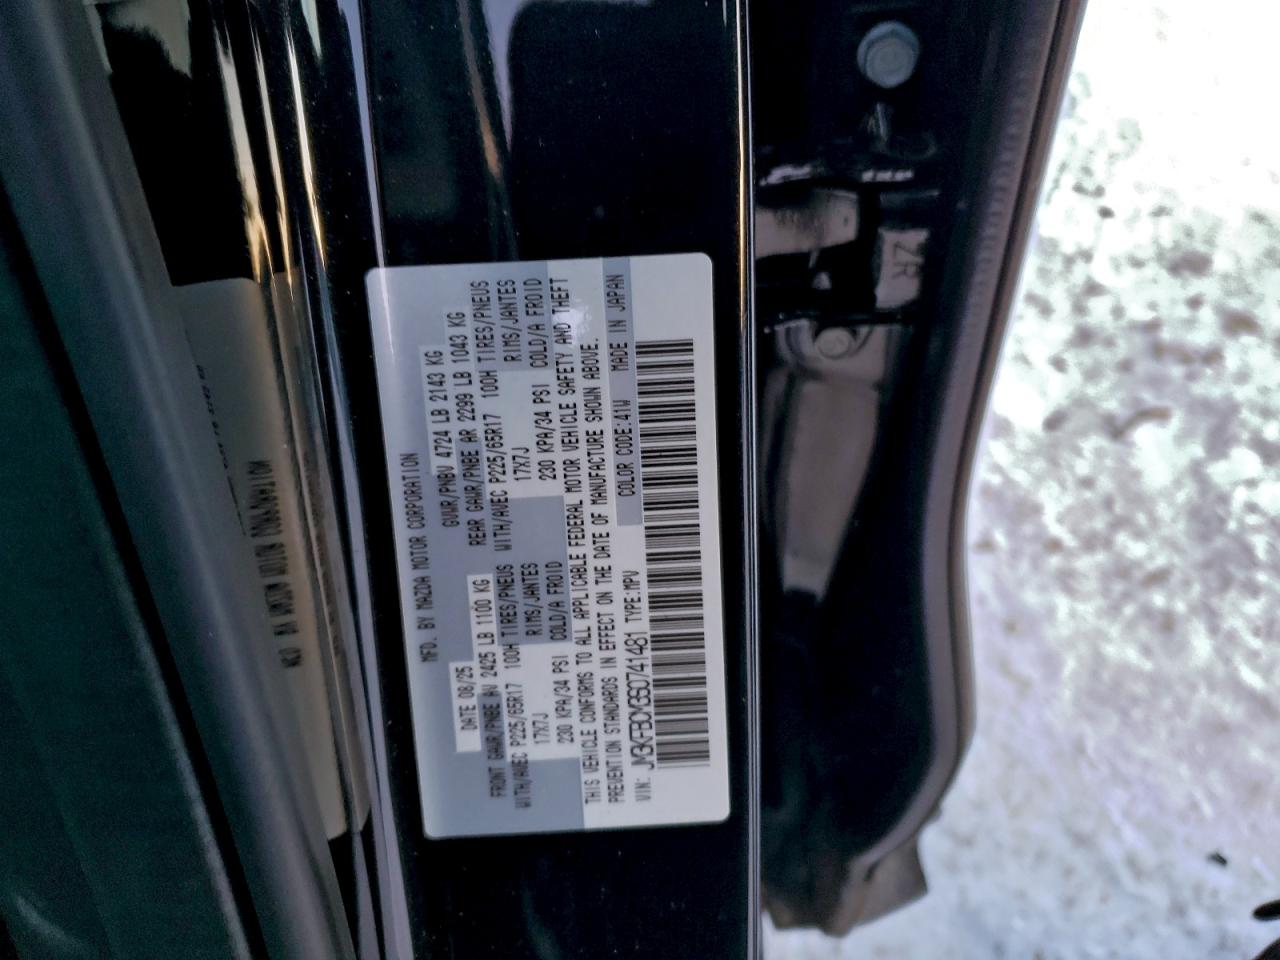 MFD. BY MAZDA MOTOR CORPORATION
DATE 08/25 GVWR/PNBV 4724 LB 2143 KG
FRONT GAWR/PNBE AV 2425 LB 1100 KG REAR GAWR/PNBE AR 2299 LB 1043 KG
WITH/AVEC P225/65R17 100H TIRES/PNEUS WITH/AVEC P225/65R17 100H TIRES/PNEUS
17X7J RIMS/JANTES 17X7J RIMS/JANTES
230 KPA/34 PSI COLD/A FROID 230 KPA/34 PSI COLD/A FROID
THIS VEHICLE CONFORMS TO ALL APPLICABLE FEDERAL MOTOR VEHICLE SAFETY AND THEFT
PREVENTION STANDARDS IN EFFECT ON THE DATE OF MANUFACTURE SHOWN ABOVE.
COLOR CODE:41W MADE IN JAPAN
VIN: TYPE:MPV
ZR